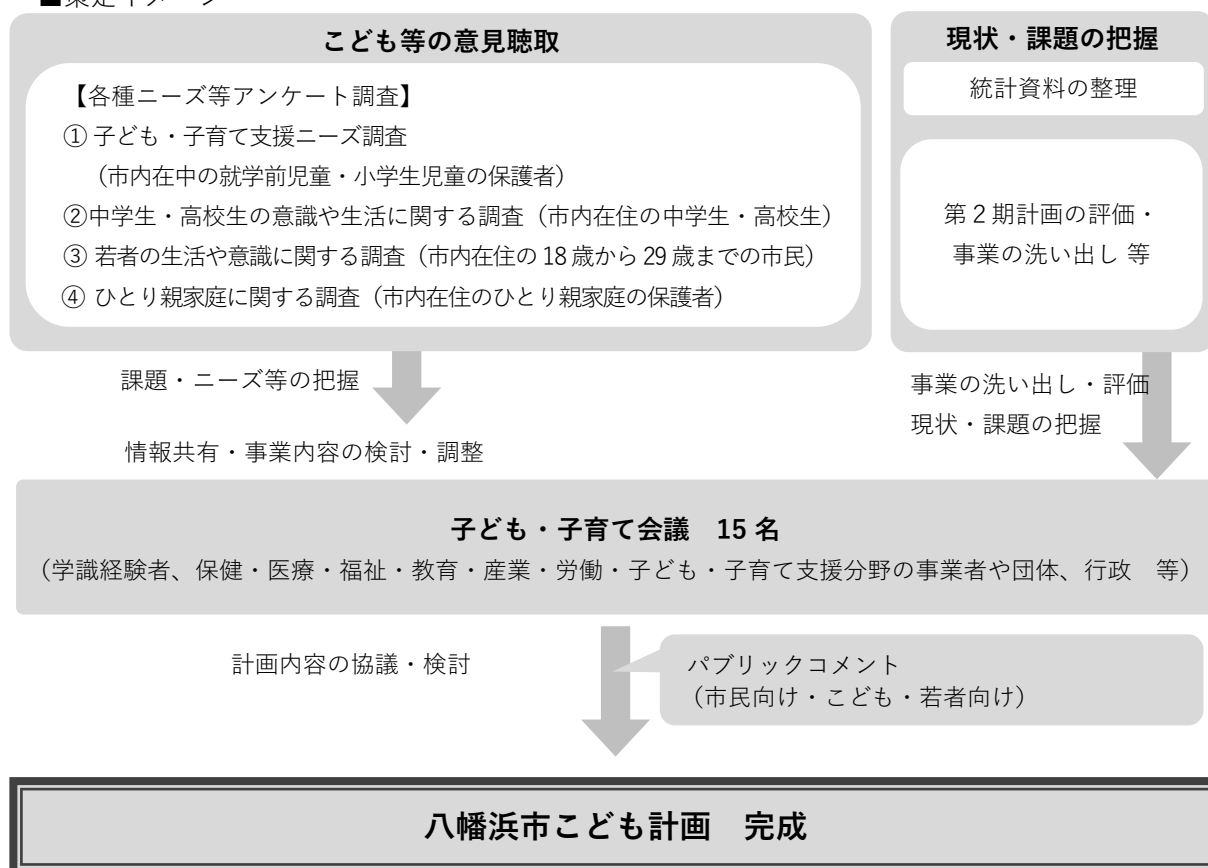 ■策定イメージ
こども等の意見聴取
【各種ニーズ等アンケート調査】
① 子ども・子育て支援ニーズ調査
（市内在中の就学前児童・小学生児童の保護者）
②中学生・高校生の意識や生活に関する調査（市内在住の中学生・高校生）
③ 若者の生活や意識に関する調査（市内在住の 18 歳から 29 歳までの市民）
④ ひとり親家庭に関する調査（市内在住のひとり親家庭の保護者）
現状・課題の把握
統計資料の整理
第２期計画の評価・
事業の洗い出し 等
課題・ニーズ等の把握
事業の洗い出し・評価
現状・課題の把握
情報共有・事業内容の検討・調整
子ども・子育て会議　15 名
（学識経験者、保健・医療・福祉・教育・産業・労働・子ども・子育て支援分野の事業者や団体、行政　等）
計画内容の協議・検討
パブリックコメント
（市民向け・こども・若者向け）
八幡浜市こども計画　完成